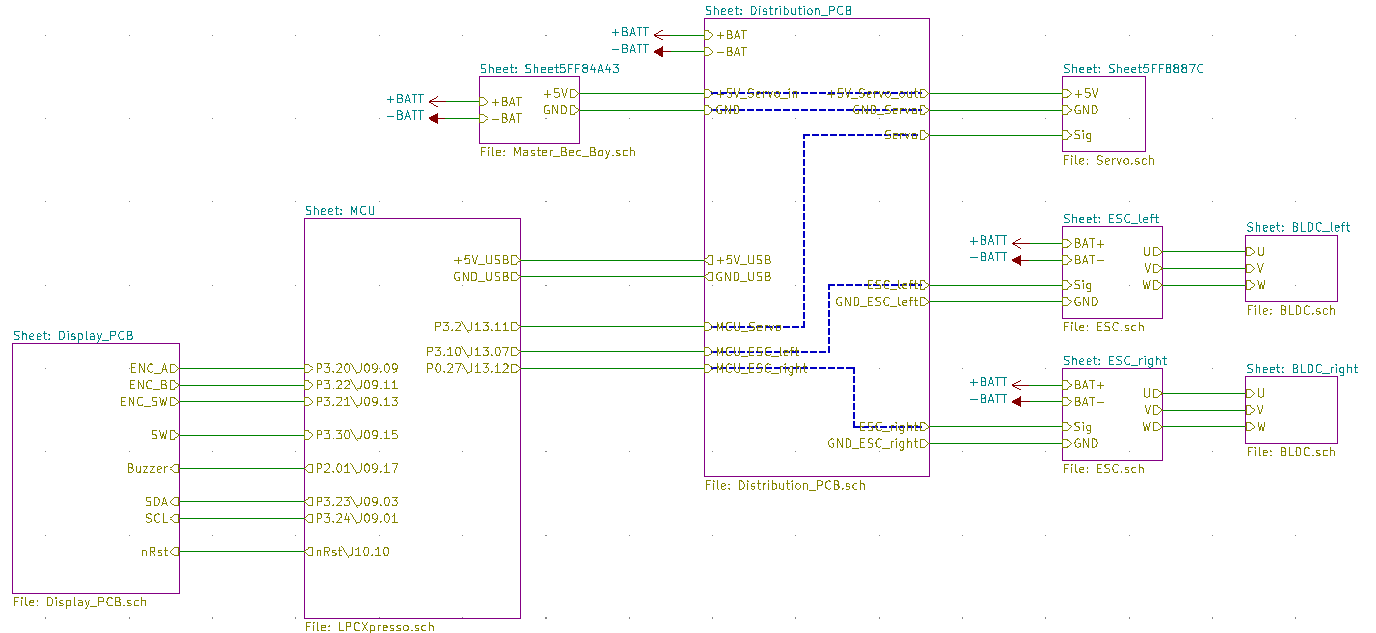 Sheet: Distribution_PCB
+BATT
+BAT
-BATT
-BAT
Sheet: Sheet5FF84A43
Sheet: Sheet5FFB887C
+BATT
+BAT
-BATT
-BAT
+5V
GND
File: Master_Bec_Bay.sch
+5V_Servo_in
+5V_Servo_out
GND
GND_Servo
Servo
+5V
GND
Sig
File: Servo.sch
Sheet: MCU
Sheet: ESC_left
Sheet: BLDC_left
+BATT
BAT+
-BATT
BAT-
Sig
GND
U
V
W
U
V
W
File: ESC.sch
File: BLDC.sch
+5V_USB
+5V_USB
GND_USB
GND_USB
ESC_left
GND_ESC_left
P3.2\J13.11
MCU_Servo
P3.10\J13.07
MCU_ESC_left
P0.27\J13.12
MCU_ESC_right
Sheet: Display_PCB
ENC_A
P3.20\J09.09
ENC_B
P3.22\J09.11
ENC_SW
P3.21\J09.13
SW
P3.30\J09.15
Buzzer
P2.01\J09.17
SDA
P3.23\J09.03
SCL
P3.24\J09.01
nRst
nRst\J10.10
File: Display_PCB.sch
File: LPCXpresso.sch
Sheet: ESC_right
Sheet: BLDC_right
+BATT
BAT+
-BATT
BAT-
ESC_right
Sig
GND_ESC_right
GND
U
V
W
U
V
W
File: ESC.sch
File: BLDC.sch
File: Distribution_PCB.sch